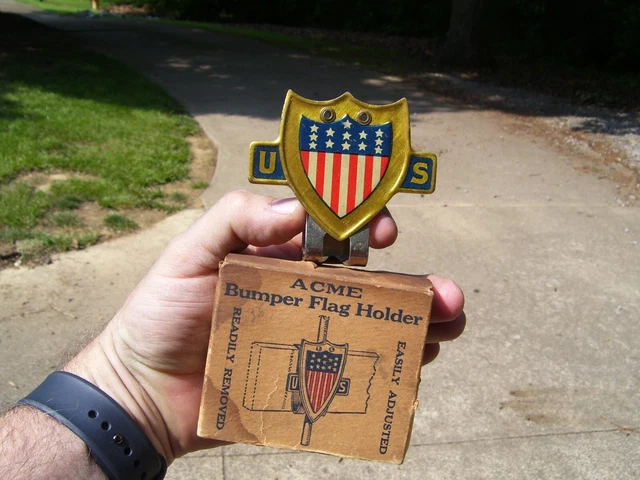 U S
ACME
Bumper Flag Holder
READILY REMOVED
U S
EASILY ADJUSTED